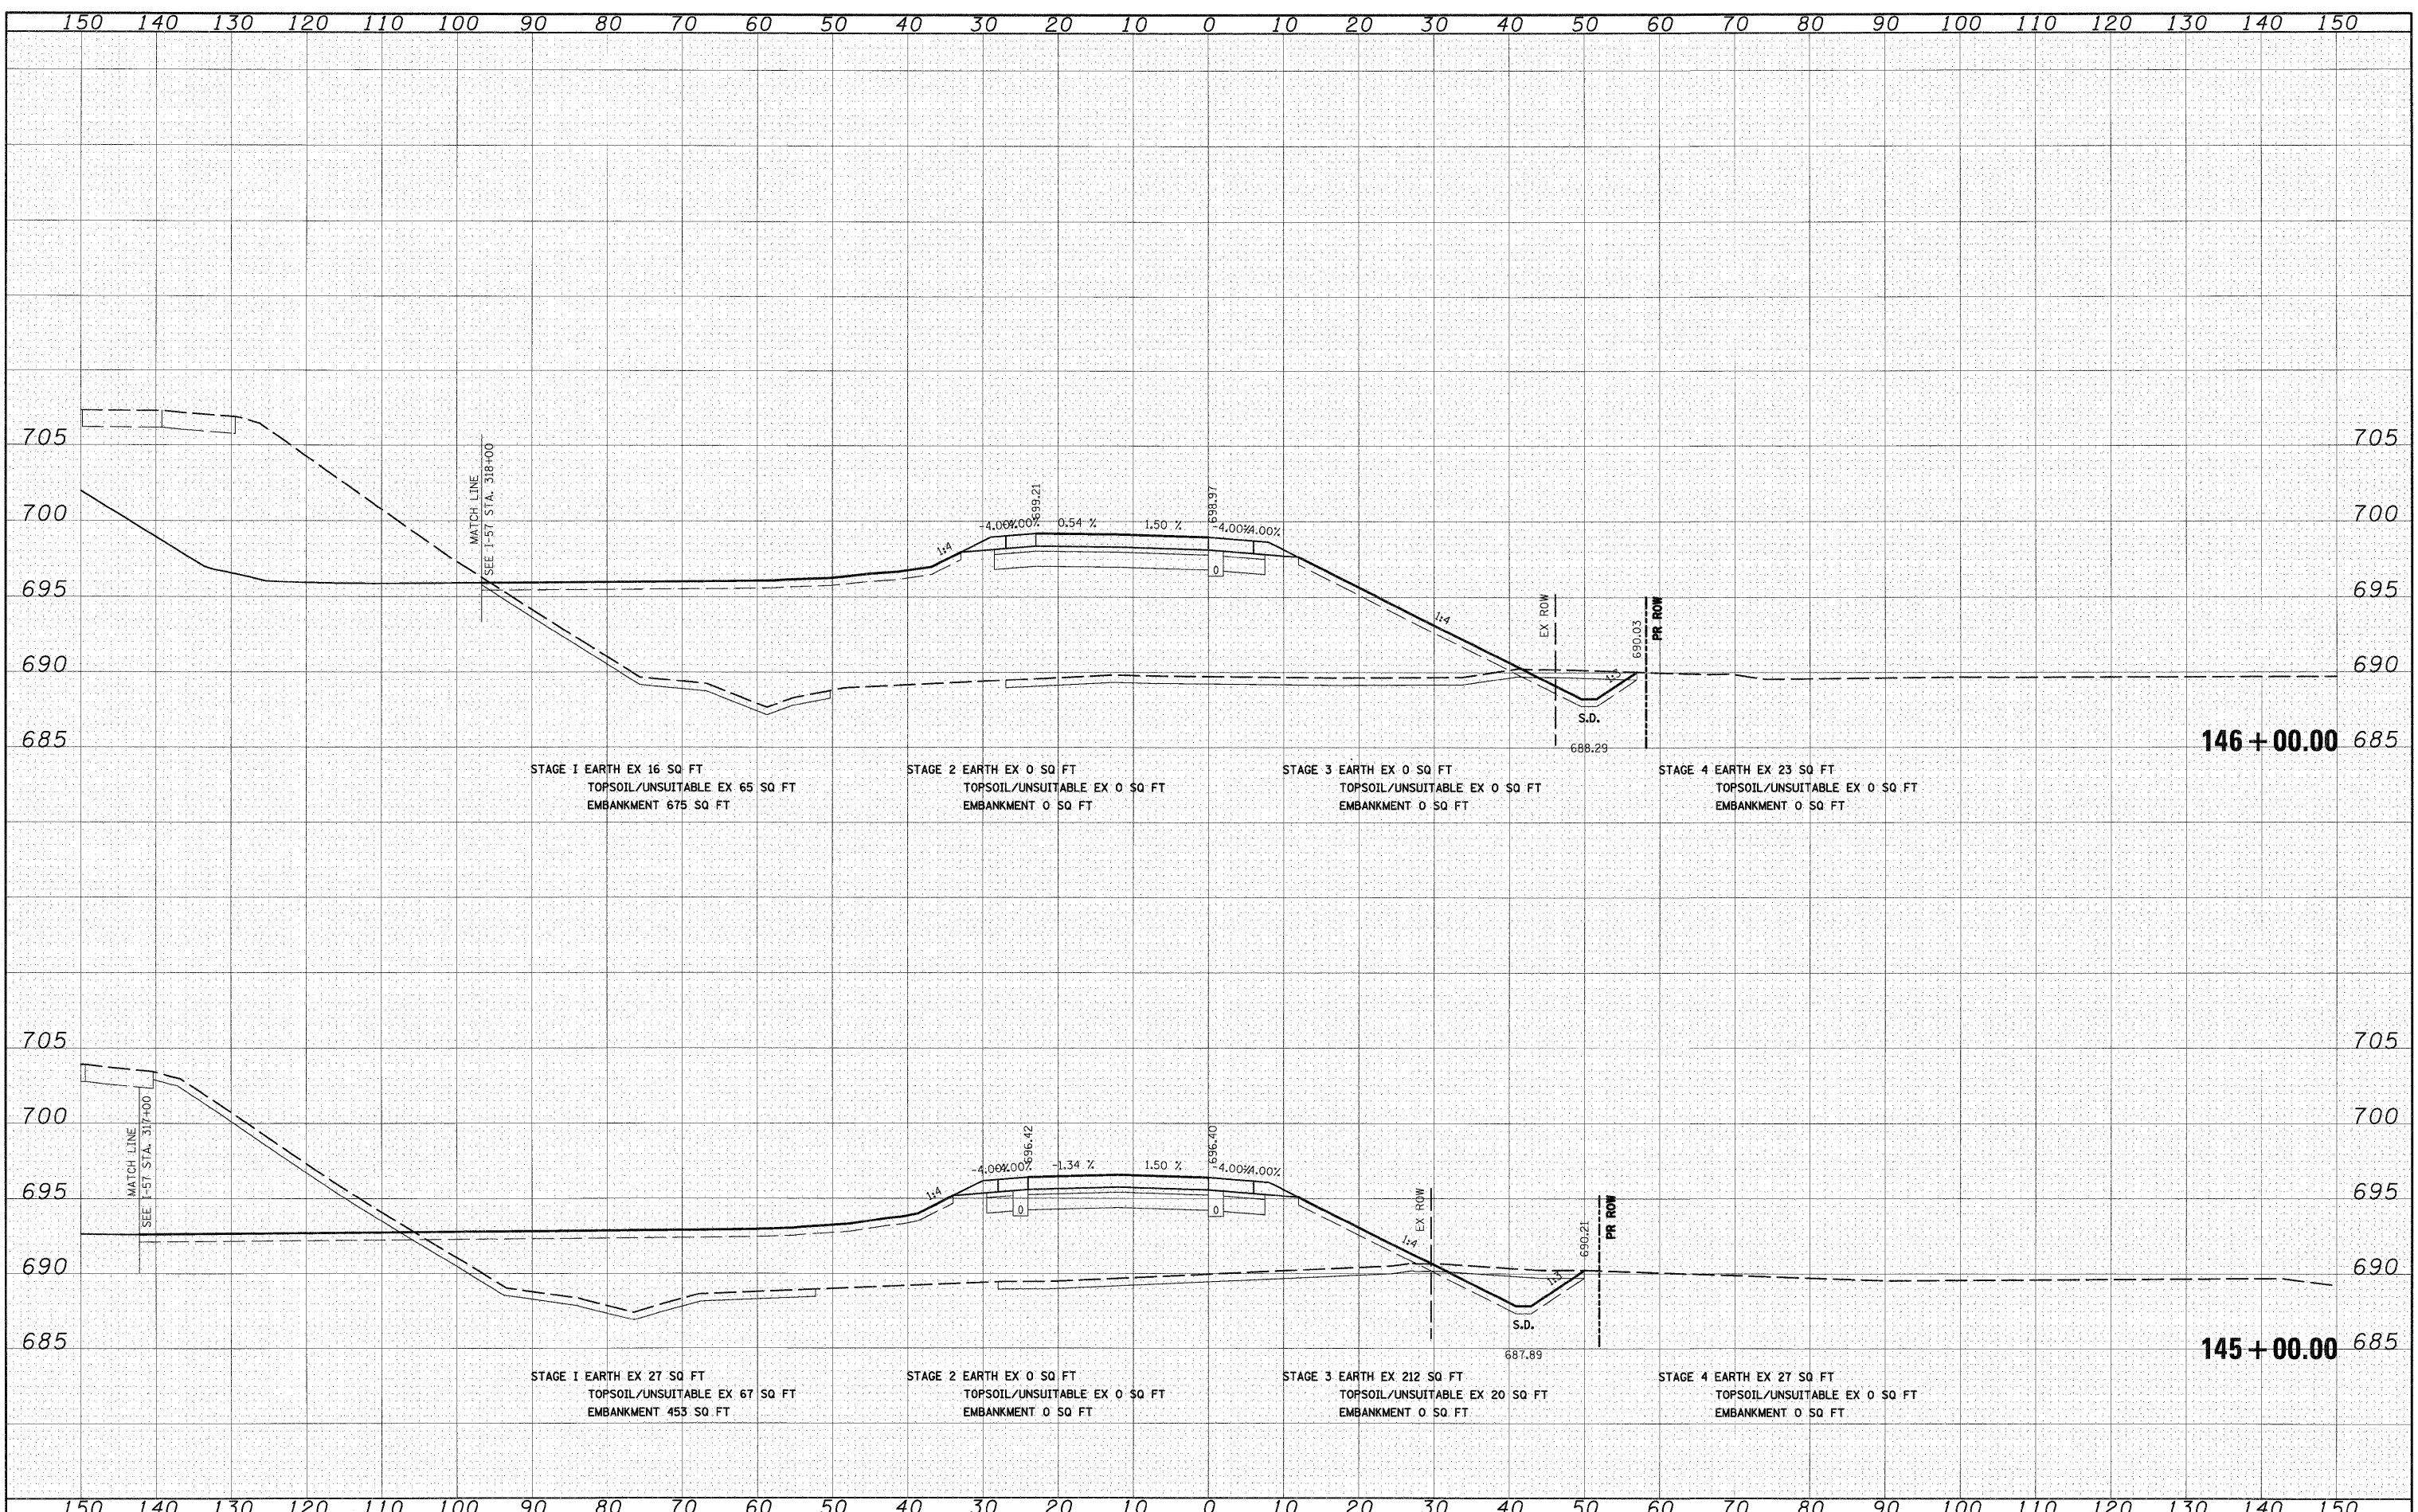 150 140 130 120 110 100 90 80 70 60 50 40 30 20 10 0 10 20 30 40 50 60 70 80 90 100 110 120 130 140 150
705 705
MATCH LINE
SEE I-57 STA. 318+00
699.21
698.97
700 700
-4.00% 4.00% 0.54 % 1.50 % -4.00% 4.00%
1:4
0
695 695
EX ROW
690.03
PR ROW
1:4
690 690
1:3
S.D.
685 688.29 146+00.00 685
STAGE 1 EARTH EX 16 SQ FT STAGE 2 EARTH EX 0 SQ FT STAGE 3 EARTH EX 0 SQ FT STAGE 4 EARTH EX 23 SQ FT
TOPSOIL/UNSUITABLE EX 65 SQ FT TOPSOIL/UNSUITABLE EX 0 SQ FT TOPSOIL/UNSUITABLE EX 0 SQ FT TOPSOIL/UNSUITABLE EX 0 SQ FT
EMBANKMENT 675 SQ FT EMBANKMENT 0 SQ FT EMBANKMENT 0 SQ FT EMBANKMENT 0 SQ FT
705 705
MATCH LINE
SEE I-57 STA. 317+00
700 700
696.42
696.40
-4.00% 4.00% -1.34 % 1.50 % -4.00% 4.00%
1:4
695 695
0 0
EX ROW
690.21
PR ROW
1:4
690 690
1:3
S.D.
685 687.89 145+00.00 685
STAGE 1 EARTH EX 27 SQ FT STAGE 2 EARTH EX 0 SQ FT STAGE 3 EARTH EX 212 SQ FT STAGE 4 EARTH EX 27 SQ FT
TOPSOIL/UNSUITABLE EX 67 SQ FT TOPSOIL/UNSUITABLE EX 0 SQ FT TOPSOIL/UNSUITABLE EX 20 SQ FT TOPSOIL/UNSUITABLE EX 0 SQ FT
EMBANKMENT 453 SQ FT EMBANKMENT 0 SQ FT EMBANKMENT 0 SQ FT EMBANKMENT 0 SQ FT
150 140 130 120 110 100 90 80 70 60 50 40 30 20 10 0 10 20 30 40 50 60 70 80 90 100 110 120 130 140 150